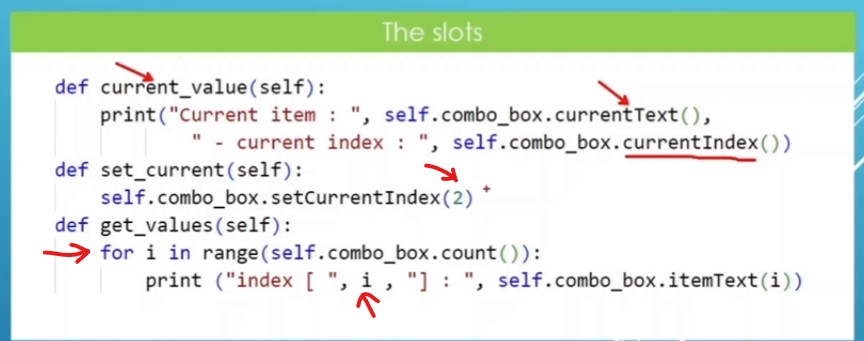 The slots
def current_value(self):
print("Current item : ", self.combo_box.currentText(),
" - current index : ", self.combo_box.currentIndex())
def set_current(self):
self.combo_box.setCurrentIndex(2)
def get_values(self):
for i in range(self.combo_box.count()):
print ("index [ ", i , "] : ", self.combo_box.itemText(i))